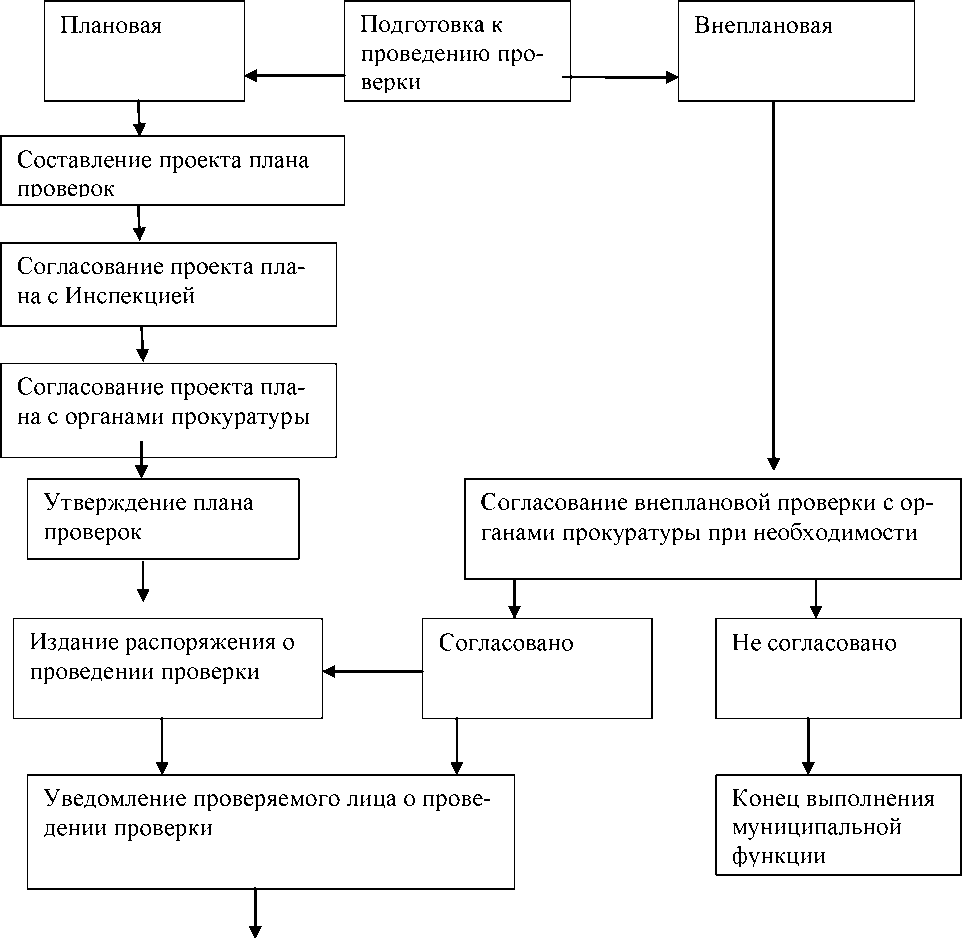 Плановая
Подготовка к
проведению про-
верки
Внеплановая
Составление проекта плана
проверок
Согласование проекта пла-
на с Инспекцией
Согласование проекта пла-
на с органами прокуратуры
Утверждение плана
проверок
Согласование внеплановой проверки с ор-
ганами прокуратуры при необходимости
Издание распоряжения о
проведении проверки
Согласовано
Не согласовано
Уведомление проверяемого лица о прове-
дении проверки
Конец выполнения
муниципальной
функции